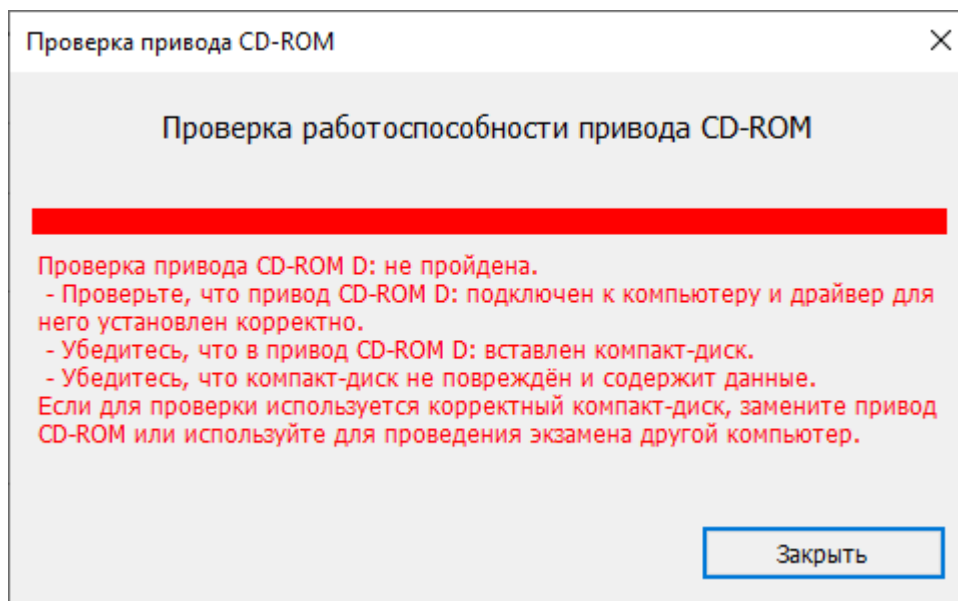 Проверка привода CD-ROM
Проверка работоспособности привода CD-ROM
Проверка привода CD-ROM D: не пройдена.
- Проверьте, что привод CD-ROM D: подключен к компьютеру и драйвер для
него установлен корректно.
- Убедитесь, что в привод CD-ROM D: вставлен компакт-диск.
- Убедитесь, что компакт-диск не повреждён и содержит данные.
Если для проверки используется корректный компакт-диск, замените привод
CD-ROM или используйте для проведения экзамена другой компьютер.
Закрыть